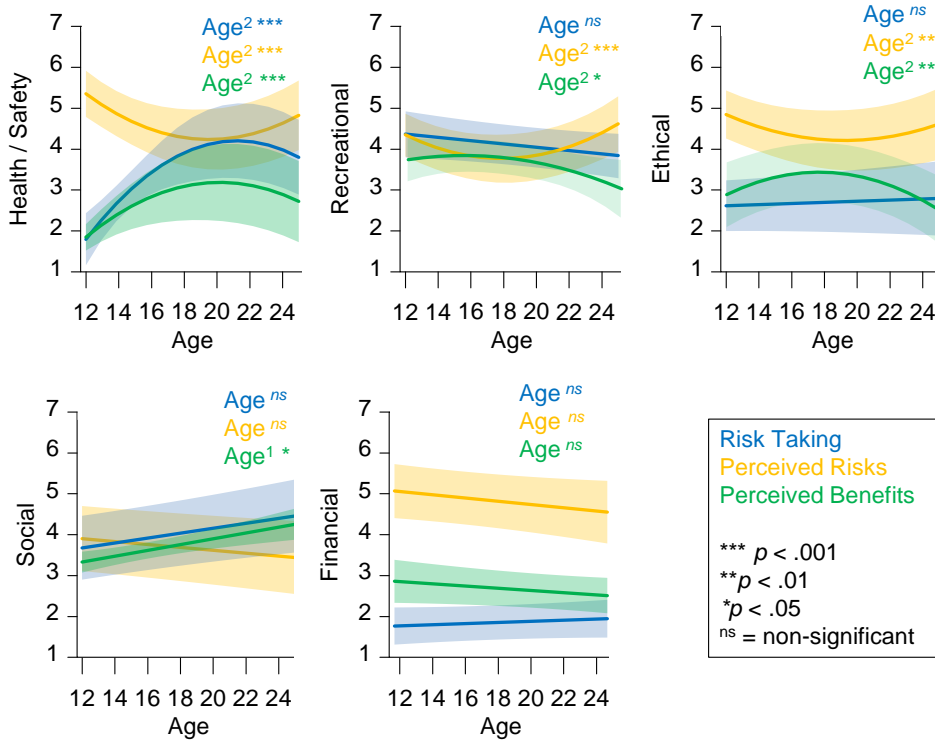 Age² ***
Age² ***
Age² ***
Health / Safety
7
6
5
4
3
2
1
12 14 16 18 20 22 24
Age
Age ns
Age² ***
Age² *
Recreational
7
6
5
4
3
2
1
12 14 16 18 20 22 24
Age
Age ns
Age² **
Age² **
Ethical
7
6
5
4
3
2
1
12 14 16 18 20 22 24
Age
Age ns
Age ns
Age¹ *
Social
7
6
5
4
3
2
1
12 14 16 18 20 22 24
Age
Age ns
Age ns
Age ns
Financial
7
6
5
4
3
2
1
12 14 16 18 20 22 24
Age
Risk Taking
Perceived Risks
Perceived Benefits
*** p < .001
**p < .01
*p < .05
ns = non-significant